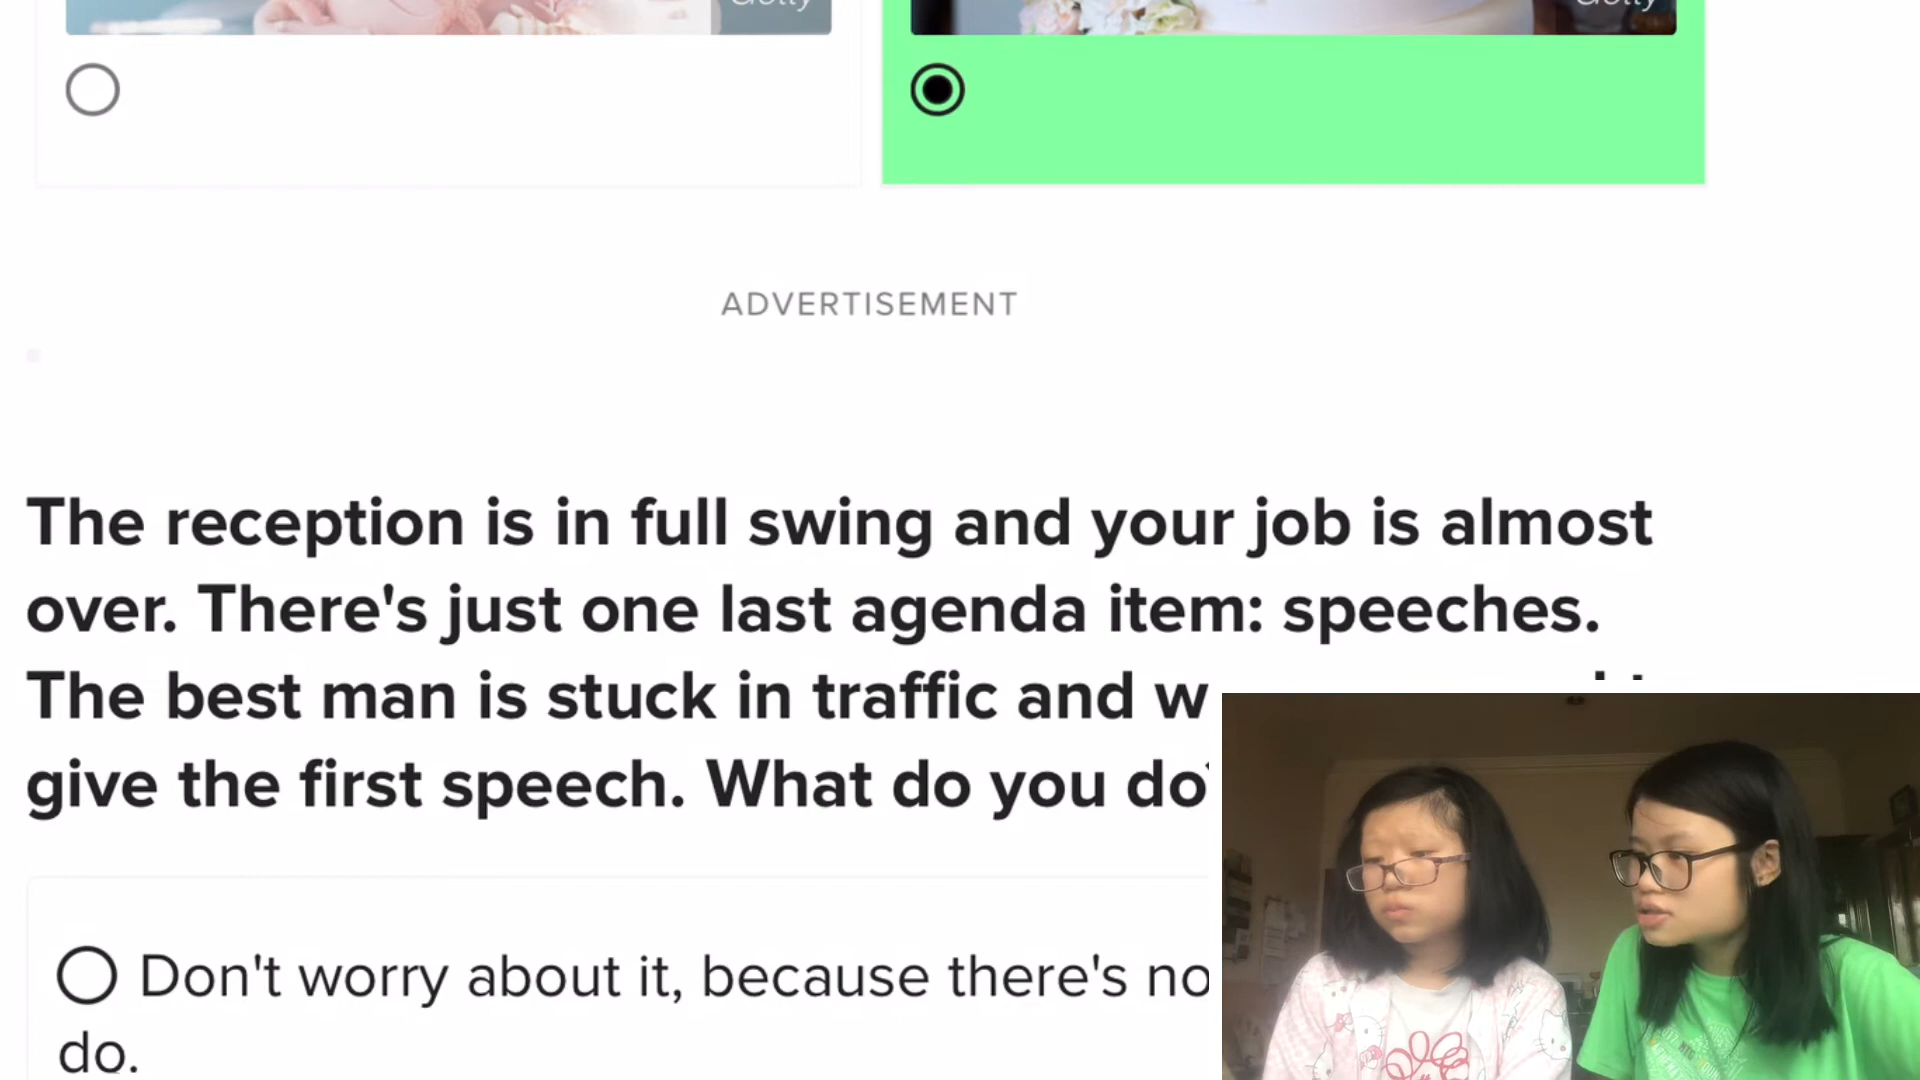 Getty
Getty
ADVERTISEMENT
The reception is in full swing and your job is almost
over. There's just one last agenda item: speeches.
The best man is stuck in traffic and w
give the first speech. What do you do?
Don't worry about it, because there's no
do.